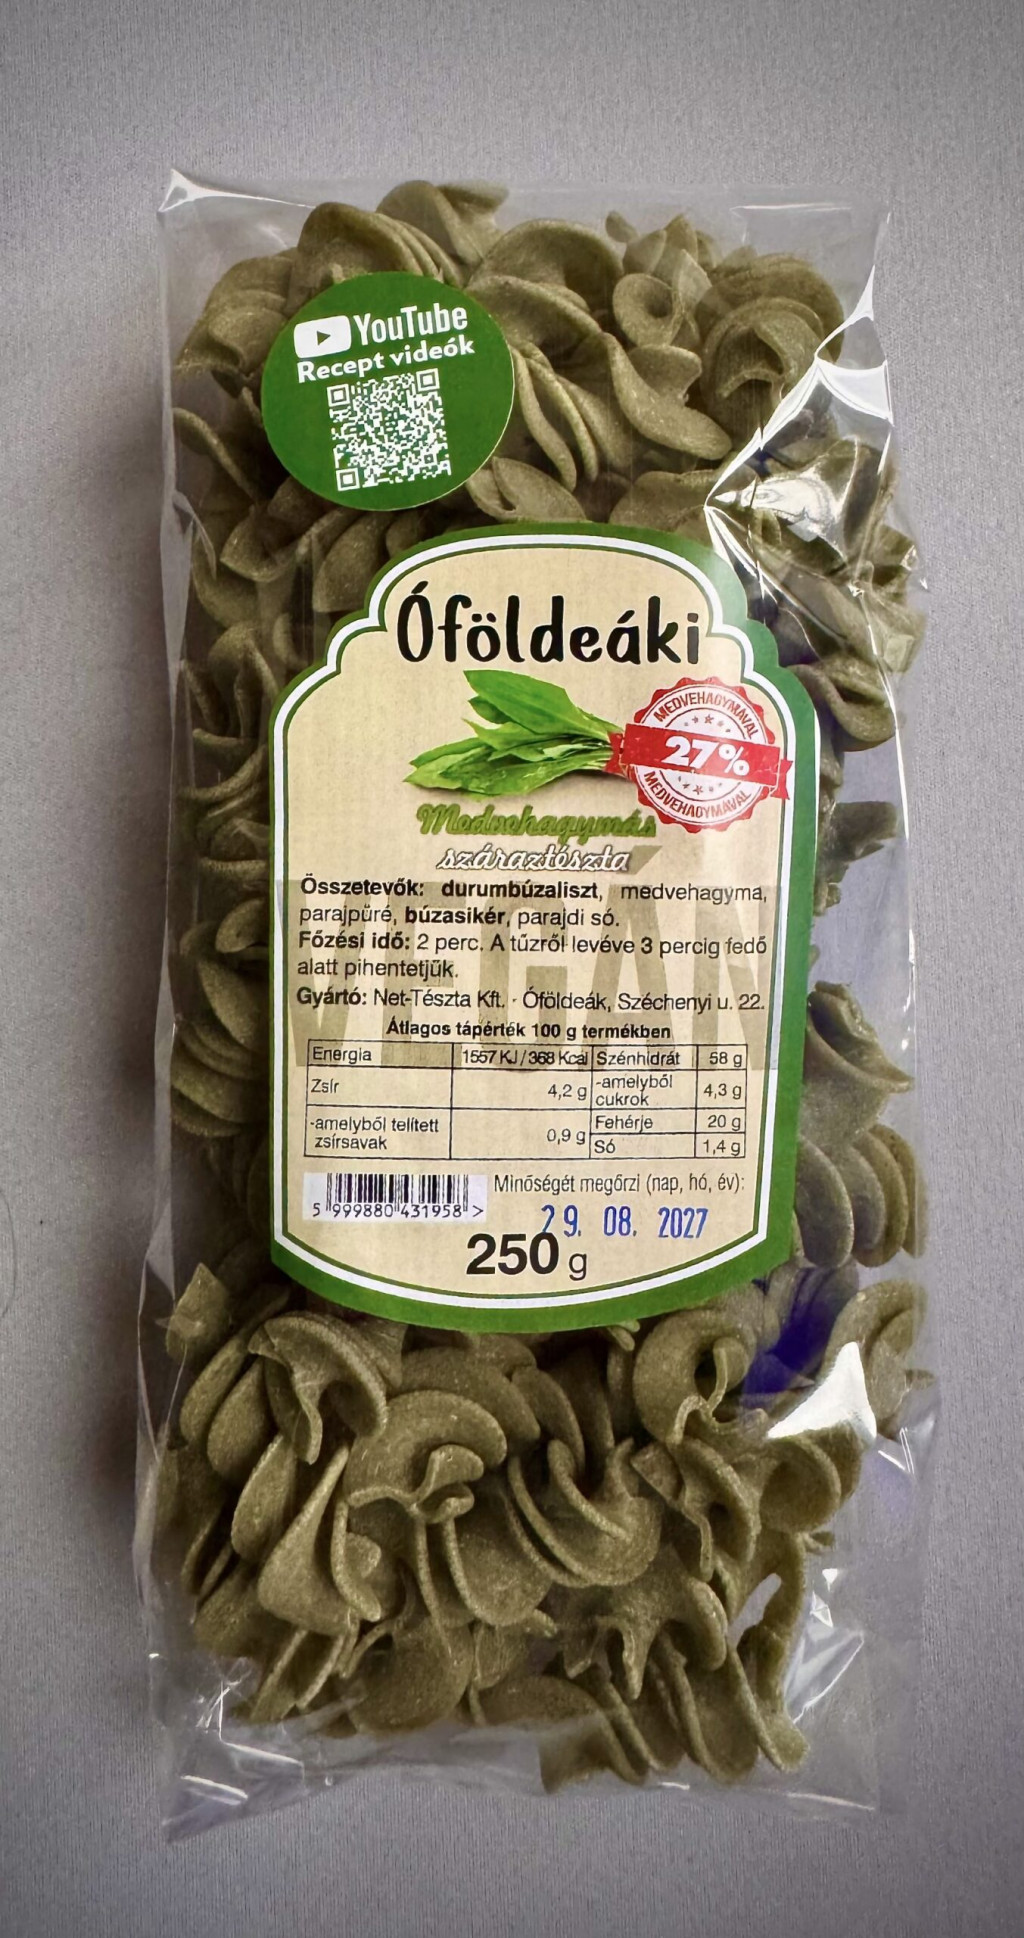 YouTube
Recept videók
Óföldeáki
MEDVEHAGYMÁVAL
27%
MEDVEHAGYMÁVAL
Medvehagymás
száraztészta
VEGÁN
Összetevők: durumbúzaliszt, medvehagyma,
parajpüré, búzasikér, parajdi só.
Főzési idő: 2 perc. A tűzről levéve 3 percig fedő
alatt pihentetjük.
Gyártó: Net-Tészta Kft. · Óföldeák, Széchenyi u. 22.
Átlagos tápérték 100 g termékben
Energia 1557 KJ / 368 Kcal Szénhidrát 58 g
Zsír 4,2 g -amelyből cukrok 4,3 g
-amelyből telített zsírsavak 0,9 g Fehérje 20 g
Só 1,4 g
Minőségét megőrzi (nap, hó, év):
5 999880 431958 >
29. 08. 2027
250 g